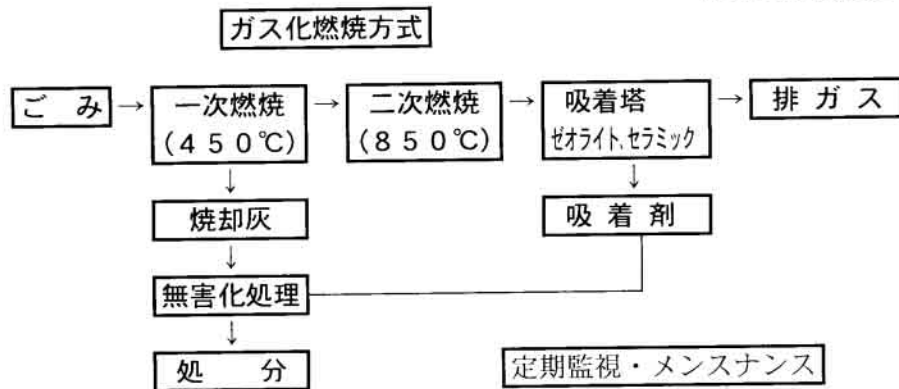 ガス化燃焼方式
ご み → 一次燃焼 → 二次燃焼 → 吸着塔 → 排 ガ ス
(450℃) (850℃) ゼオライト、セラミック
↓ ↓
焼却灰 吸 着 剤
↓
無害化処理
↓
処 分 定期監視・メンスナンス